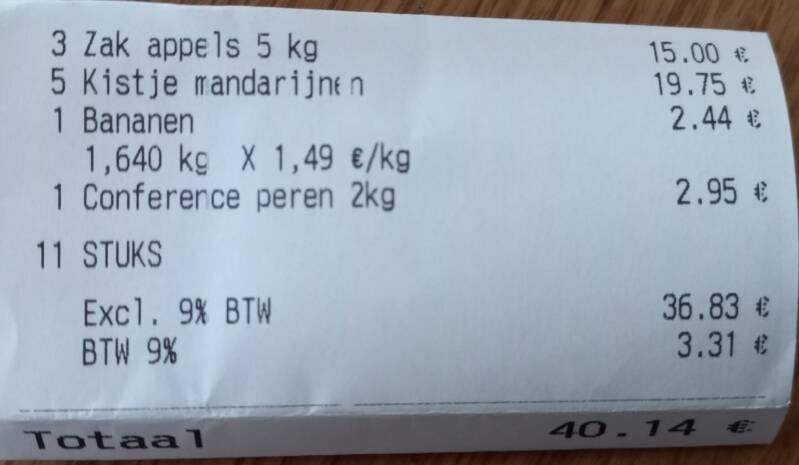 3 Zak appels 5 kg 15.00 €
5 Kistje mandarijnen 19.75 €
1 Bananen 2.44 €
1,640 kg X 1,49 €/kg
1 Conference peren 2kg 2.95 €
11 STUKS
Excl. 9% BTW 36.83 €
BTW 9% 3.31 €
Totaal 40.14 €